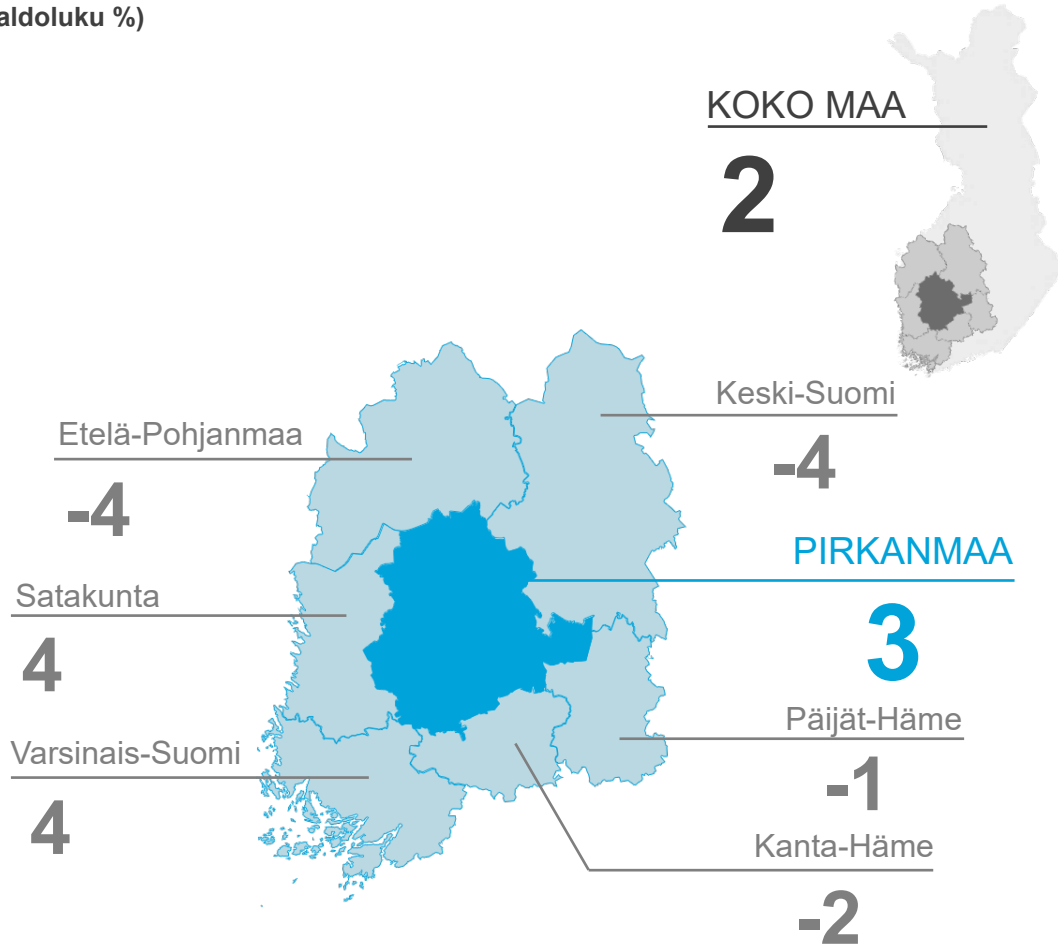 aldoluku %)
KOKO MAA
2
Keski-Suomi
-4
Etelä-Pohjanmaa
-4
PIRKANMAA
3
Satakunta
4
Päijät-Häme
-1
Varsinais-Suomi
4
Kanta-Häme
-2